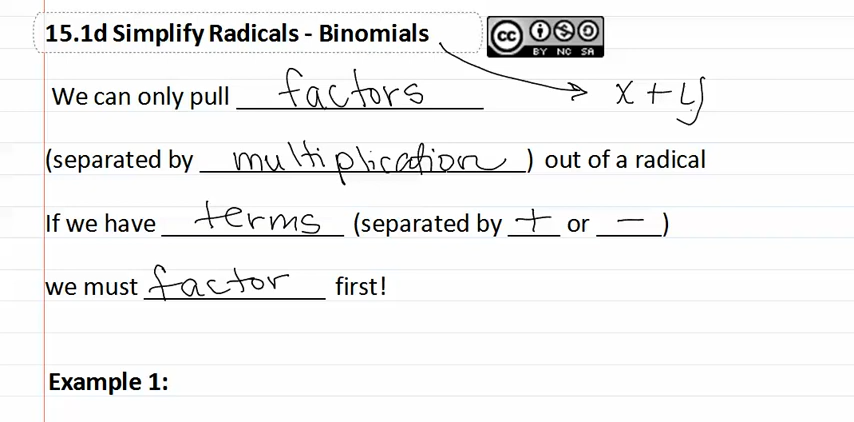 15.1d Simplify Radicals - Binomials
cc
BY NC SA
We can only pull factors
x + y
(separated by multiplication) out of a radical
If we have terms (separated by + or -)
we must factor first!
Example 1: